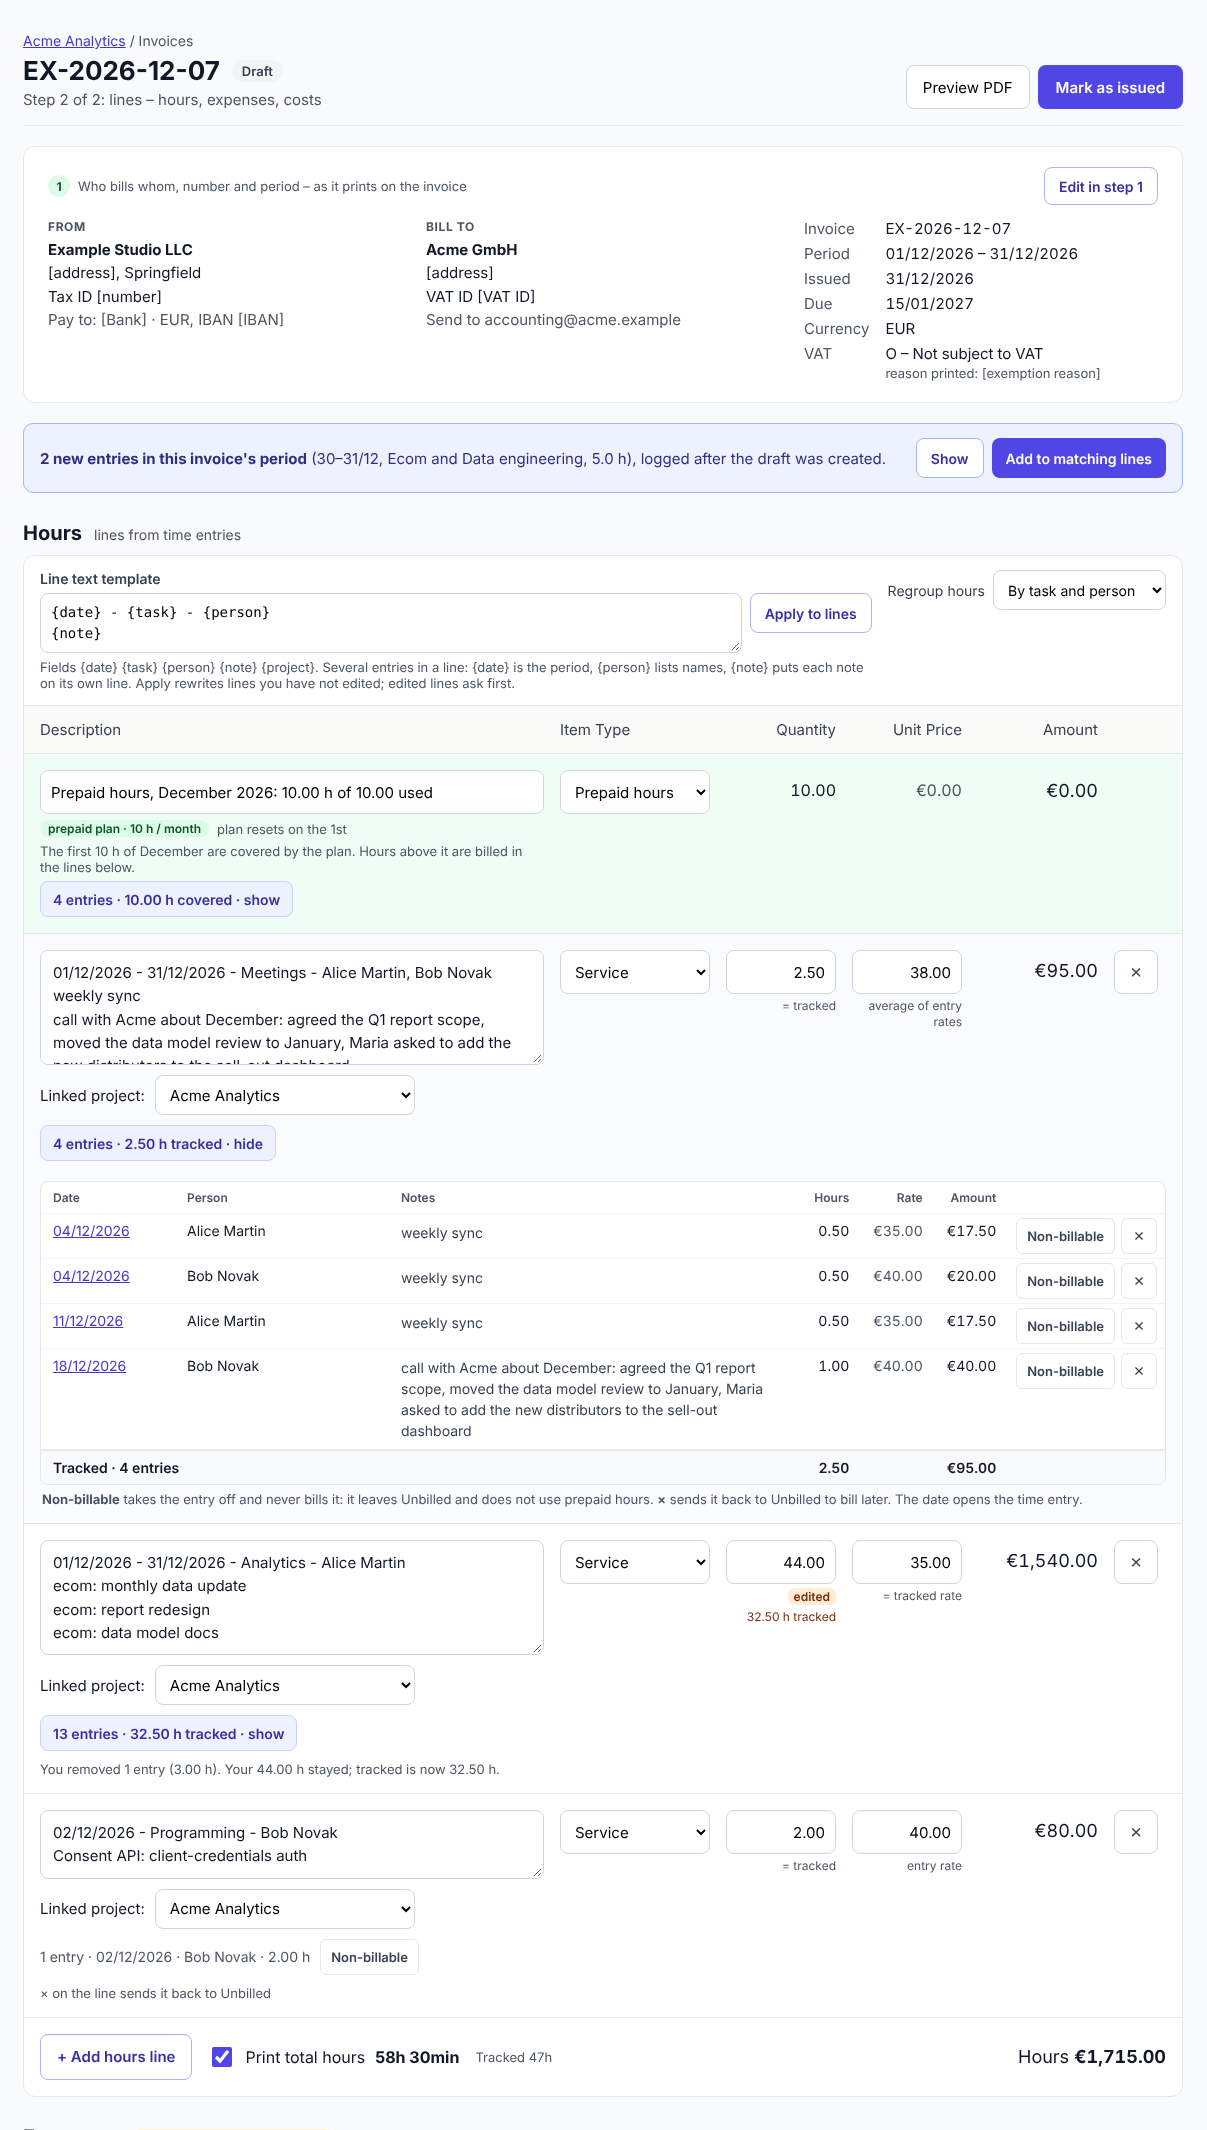 Acme Analytics / Invoices
EX-2026-12-07 Draft
Step 2 of 2: lines – hours, expenses, costs
Preview PDF
Mark as issued
1 Who bills whom, number and period – as it prints on the invoice
Edit in step 1
FROM
Example Studio LLC
[address], Springfield
Tax ID [number]
Pay to: [Bank] · EUR, IBAN [IBAN]
BILL TO
Acme GmbH
[address]
VAT ID [VAT ID]
Send to accounting@acme.example
Invoice EX-2026-12-07
Period 01/12/2026 – 31/12/2026
Issued 31/12/2026
Due 15/01/2027
Currency EUR
VAT O – Not subject to VAT
reason printed: [exemption reason]
2 new entries in this invoice's period (30–31/12, Ecom and Data engineering, 5.0 h), logged after the draft was created.
Show
Add to matching lines
Hours lines from time entries
Line text template
{date} - {task} - {person}
{note}
Apply to lines
Regroup hours By task and person
Fields {date} {task} {person} {note} {project}. Several entries in a line: {date} is the period, {person} lists names, {note} puts each note
on its own line. Apply rewrites lines you have not edited; edited lines ask first.
Description Item Type Quantity Unit Price Amount
Prepaid hours, December 2026: 10.00 h of 10.00 used Prepaid hours 10.00 €0.00 €0.00
prepaid plan · 10 h / month plan resets on the 1st
The first 10 h of December are covered by the plan. Hours above it are billed in
the lines below.
4 entries · 10.00 h covered · show
01/12/2026 - 31/12/2026 - Meetings - Alice Martin, Bob Novak
weekly sync
call with Acme about December: agreed the Q1 report scope,
moved the data model review to January, Maria asked to add the
new distributors to the sell-out dashboard
Service 2.50 38.00 €95.00 ×
= tracked average of entry
rates
Linked project: Acme Analytics
4 entries · 2.50 h tracked · hide
Date Person Notes Hours Rate Amount
04/12/2026 Alice Martin weekly sync 0.50 €35.00 €17.50 Non-billable ×
04/12/2026 Bob Novak weekly sync 0.50 €40.00 €20.00 Non-billable ×
11/12/2026 Alice Martin weekly sync 0.50 €35.00 €17.50 Non-billable ×
18/12/2026 Bob Novak call with Acme about December: agreed the Q1 report 1.00 €40.00 €40.00 Non-billable ×
scope, moved the data model review to January, Maria
asked to add the new distributors to the sell-out
dashboard
Tracked · 4 entries 2.50 €95.00
Non-billable takes the entry off and never bills it: it leaves Unbilled and does not use prepaid hours. × sends it back to Unbilled to bill later. The date opens the time entry.
01/12/2026 - 31/12/2026 - Analytics - Alice Martin
ecom: monthly data update
ecom: report redesign
ecom: data model docs
Service 44.00 35.00 €1,540.00 ×
edited = tracked rate
32.50 h tracked
Linked project: Acme Analytics
13 entries · 32.50 h tracked · show
You removed 1 entry (3.00 h). Your 44.00 h stayed; tracked is now 32.50 h.
02/12/2026 - Programming - Bob Novak
Consent API: client-credentials auth
Service 2.00 40.00 €80.00 ×
= tracked entry rate
Linked project: Acme Analytics
1 entry · 02/12/2026 · Bob Novak · 2.00 h Non-billable
× on the line sends it back to Unbilled
+ Add hours line
Print total hours 58h 30min Tracked 47h
Hours €1,715.00